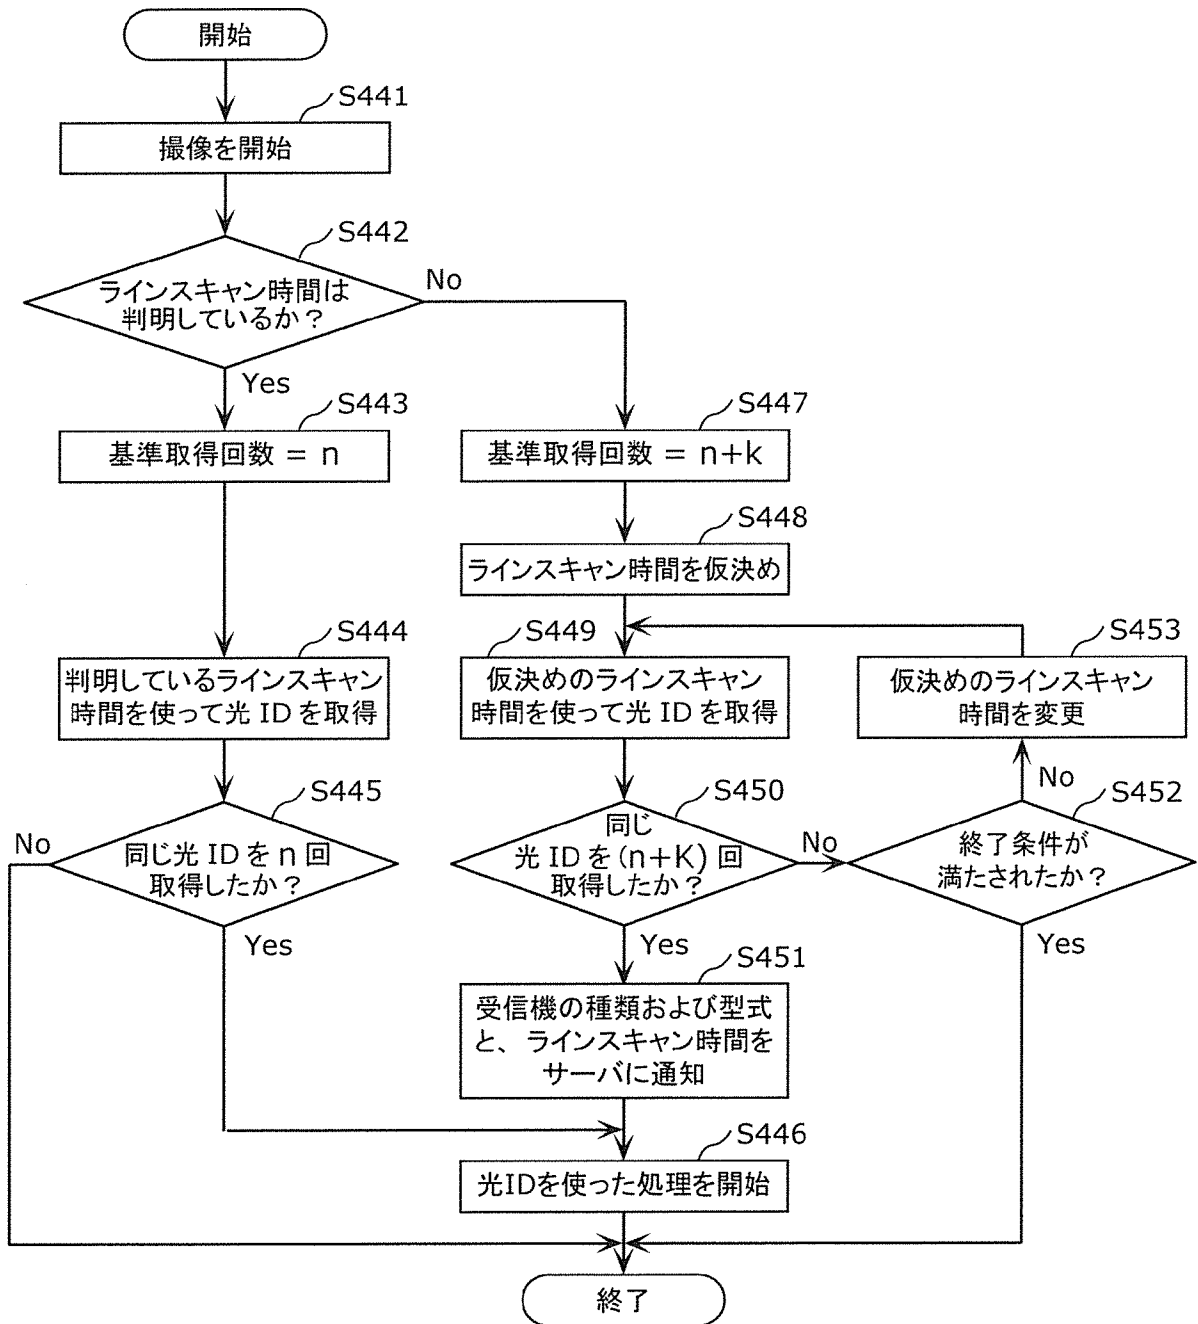 開始
S441
撮像を開始
S442
ラインスキャン時間は
判明しているか？
No
Yes
S443
基準取得回数 = n
S447
基準取得回数 = n+k
S448
ラインスキャン時間を仮決め
S444
判明しているラインスキャン
時間を使って光 ID を取得
S449
仮決めのラインスキャン
時間を使って光 ID を取得
S453
仮決めのラインスキャン
時間を変更
No
S445
同じ光 ID を n 回
取得したか？
No
Yes
S450
同じ
光 ID を (n+K) 回
取得したか？
No
Yes
S452
終了条件が
満たされたか？
Yes
S451
受信機の種類および型式
と、ラインスキャン時間を
サーバに通知
S446
光IDを使った処理を開始
終了